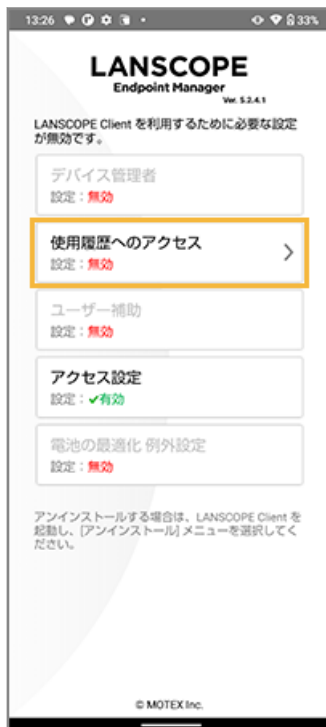 13:26 33%
LANSCOPE
Endpoint Manager
Ver. 5.2.4.1
LANSCOPE Client を利用するために必要な設定
が無効です。
デバイス管理者
設定：無効
使用履歴へのアクセス
設定：無効
ユーザー補助
設定：無効
アクセス設定
設定：✓有効
電池の最適化 例外設定
設定：無効
アンインストールする場合は、LANSCOPE Client を
起動し、[アンインストール] メニューを選択してく
ださい。
© MOTEX Inc.